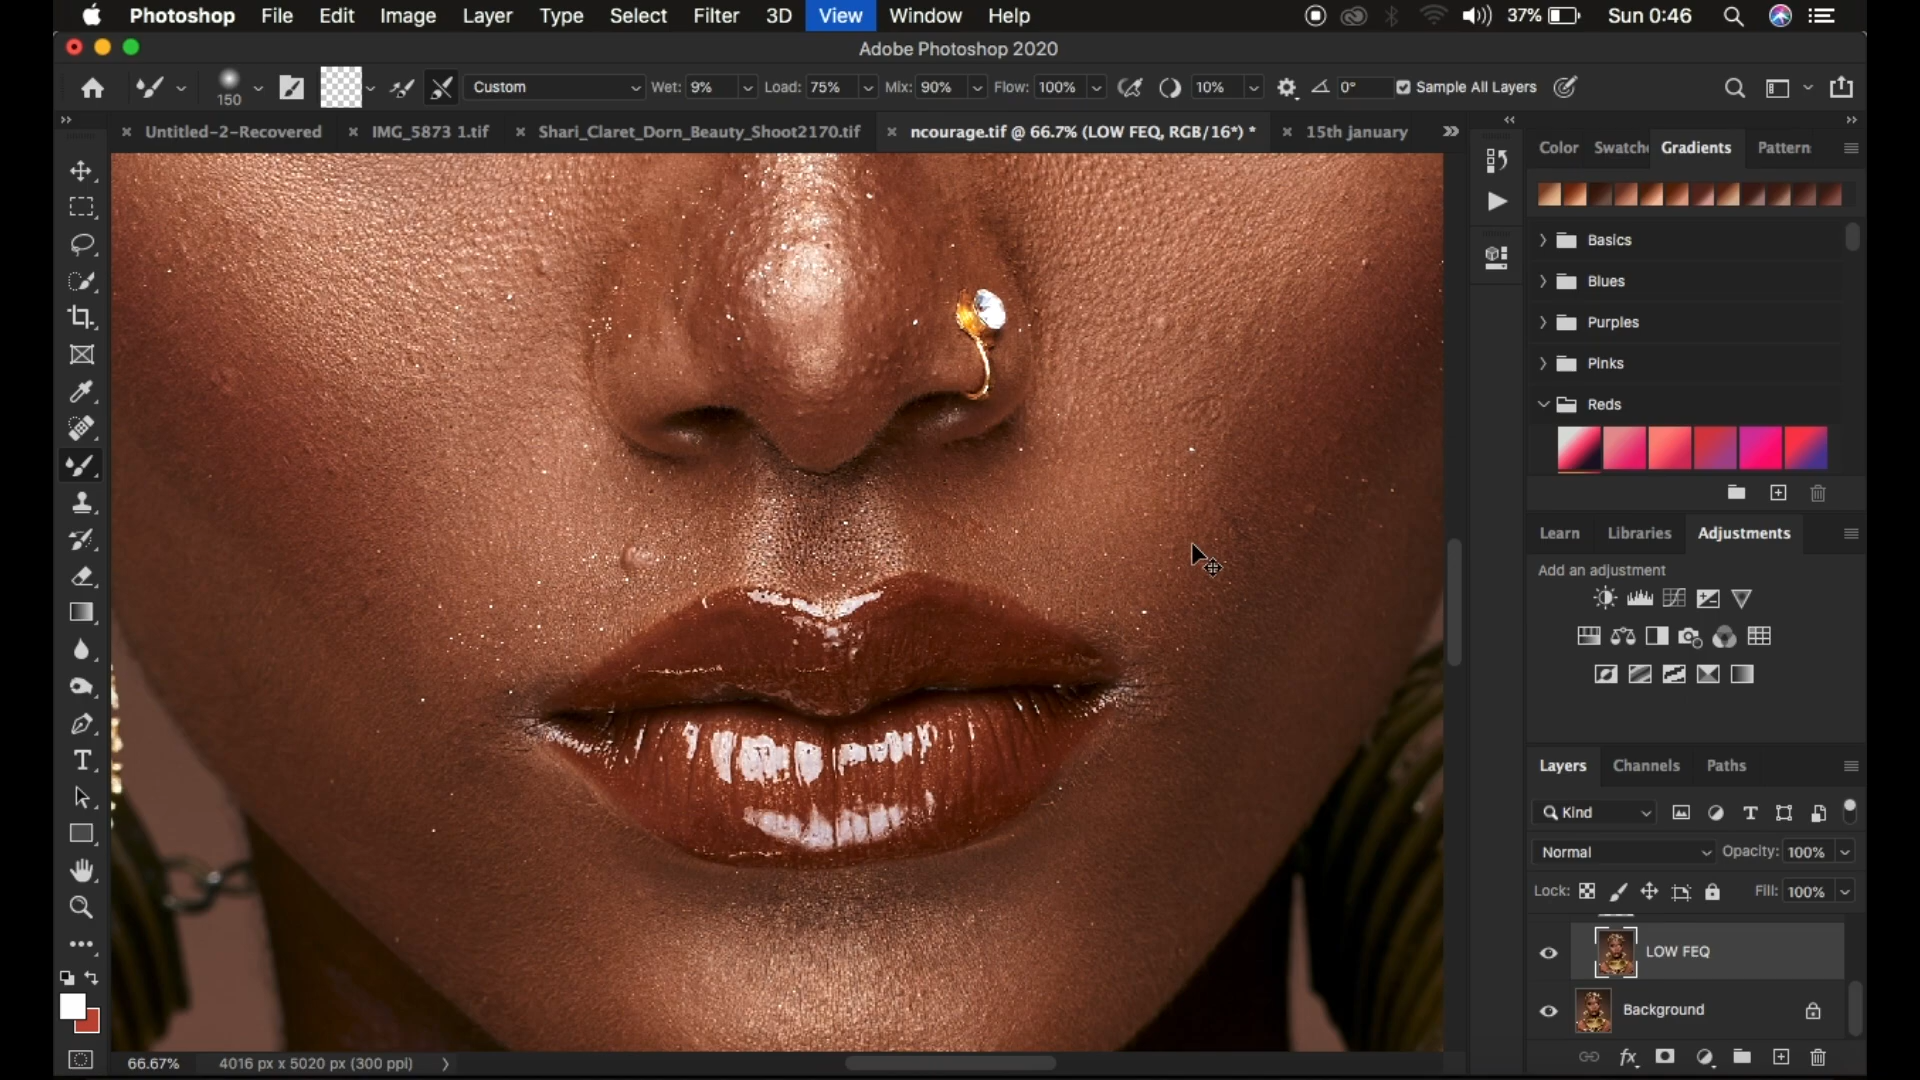 Photoshop File Edit Image Layer Type Select Filter 3D View Window Help 37% Sun 0:46
Adobe Photoshop 2020
150 Custom Wet: 9% Load: 75% Mix: 90% Flow: 100% 10% 0° Sample All Layers
Untitled-2-Recovered IMG_5873 1.tif Shari_Claret_Dorn_Beauty_Shoot2170.tif ncourage.tif @ 66.7% (LOW FEQ, RGB/16*) * 15th january
Color Swatche Gradients Pattern
Basics
Blues
Purples
Pinks
Reds
Learn Libraries Adjustments
Add an adjustment
Layers Channels Paths
Kind
Normal Opacity: 100%
Lock: Fill: 100%
LOW FEQ
Background
66.67% 4016 px x 5020 px (300 ppi)